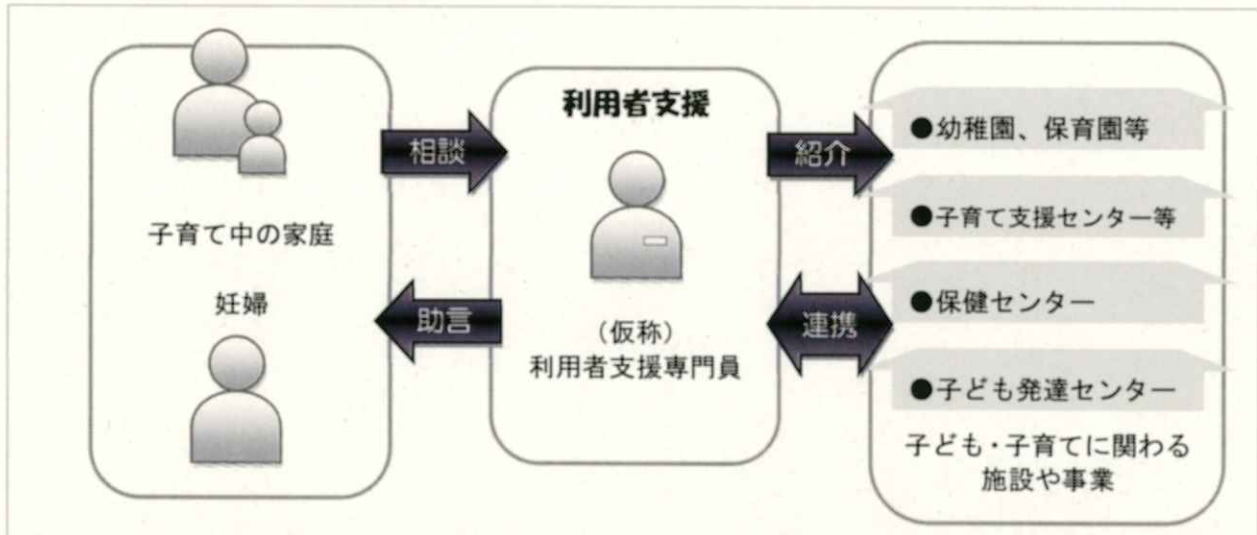 子育て中の家庭
妊婦
相談
助言
利用者支援
(仮称)
利用者支援専門員
紹介
連携
●幼稚園、保育園等
●子育て支援センター等
●保健センター
●子ども発達センター
子ども・子育てに関わる
施設や事業